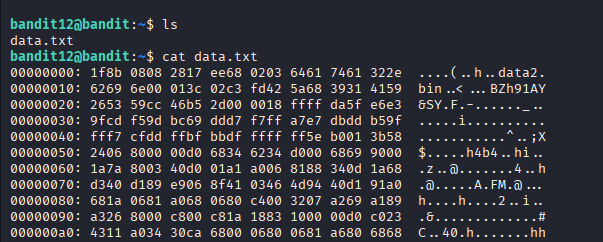 bandit12@bandit:~$ ls
data.txt
bandit12@bandit:~$ cat data.txt
00000000: 1f8b 0808 2817 ee68 0203 6461 7461 322e  ....(..h..data2.
00000010: 6269 6e00 013c 02c3 fd42 5a68 3931 4159  bin..<...BZh91AY
00000020: 2653 59cc 46b5 2d00 0018 ffff da5f e6e3  &SY.F.-......_..
00000030: 9fcd f59d bc69 ddd7 f7ff a7e7 dbdd b59f  .....i..........
00000040: fff7 cfdd ffbf bbdf ffff ff5e b001 3b58  ...........^..;X
00000050: 2406 8000 00d0 6834 6234 d000 6869 9000  $.....h4b4..hi..
00000060: 1a7a 8003 40d0 01a1 a006 8188 340d 1a68  .z..@.......4..h
00000070: d340 d189 e906 8f41 0346 4d94 40d1 91a0  .@.....A.FM.@...
00000080: 681a 0681 a068 0680 c400 3207 a269 a189  h....h....2..i..
00000090: a326 8000 c800 c81a 1883 1000 00d0 c023  .&.............#
000000a0: 4311 a034 30ca 6800 0680 0681 a680 6868  C..40.h.......hh